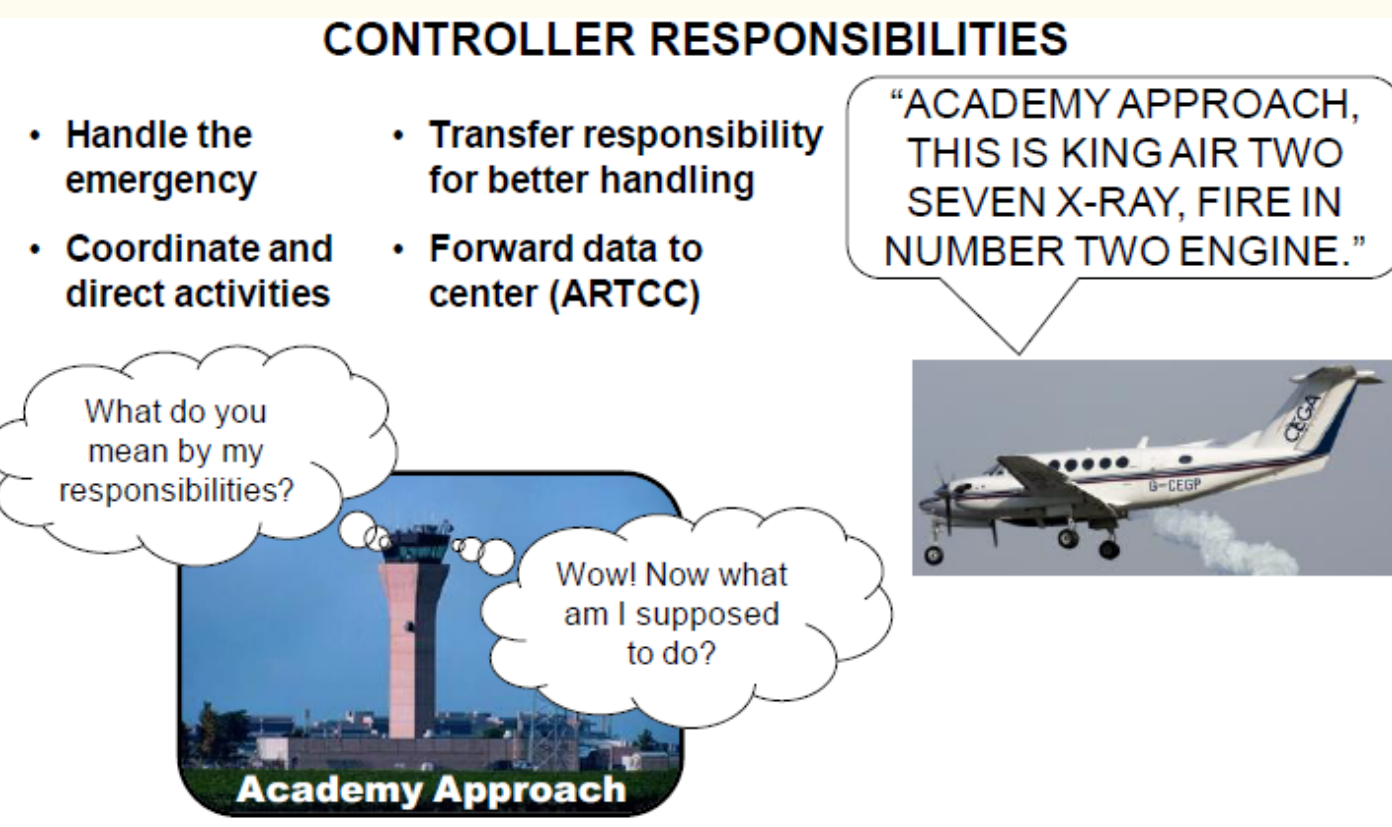 CONTROLLER RESPONSIBILITIES
• Handle the
emergency
• Coordinate and
direct activities
• Transfer responsibility
for better handling
• Forward data to
center (ARTCC)
“ACADEMY APPROACH,
THIS IS KING AIR TWO
SEVEN X-RAY, FIRE IN
NUMBER TWO ENGINE.”
CEGA
G-CEGP
What do you
mean by my
responsibilities?
Wow! Now what
am I supposed
to do?
Academy Approach